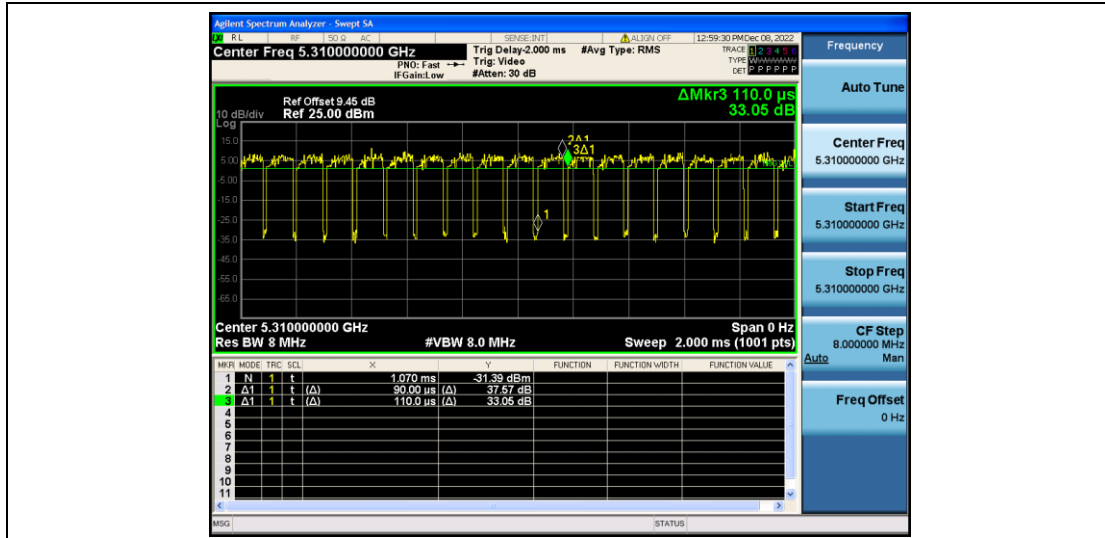 Agilent Spectrum Analyzer - Swept SA
RL RF 50 Ω AC SENSE:INT ALIGN OFF 12:59:30 PM Dec 08, 2022
Center Freq 5.310000000 GHz
PNO: Fast
IFGain:Low
Trig Delay-2.000 ms
Trig: Video
#Atten: 30 dB
#Avg Type: RMS
TRACE 1 2 3 4 5 6
TYPE
DET P P P P P P
Ref Offset 9.45 dB
10 dB/div Ref 25.00 dBm
Log
ΔMkr3 110.0 µs
33.05 dB
15.0
5.00
-5.00
-15.0
-25.0
-35.0
-45.0
-55.0
-65.0
2Δ1
3Δ1
1
Center 5.310000000 GHz Span 0 Hz
Res BW 8 MHz #VBW 8.0 MHz Sweep 2.000 ms (1001 pts)
MKR MODE TRC SCL X Y FUNCTION FUNCTION WIDTH FUNCTION VALUE
1 N 1 t 1.070 ms -31.39 dBm
2 Δ1 1 t (Δ) 90.00 µs (Δ) 37.57 dB
3 Δ1 1 t (Δ) 110.0 µs (Δ) 33.05 dB
4
5
6
7
8
9
10
11
MSG STATUS
Frequency
Auto Tune
Center Freq
5.310000000 GHz
Start Freq
5.310000000 GHz
Stop Freq
5.310000000 GHz
CF Step
8.000000 MHz
Auto Man
Freq Offset
0 Hz